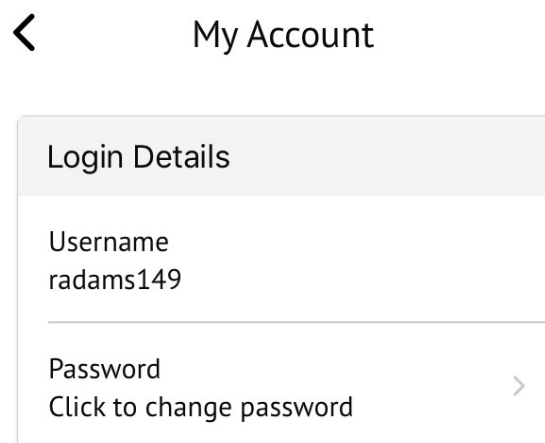 My Account
Login Details
Username
radams149
Password
Click to change password